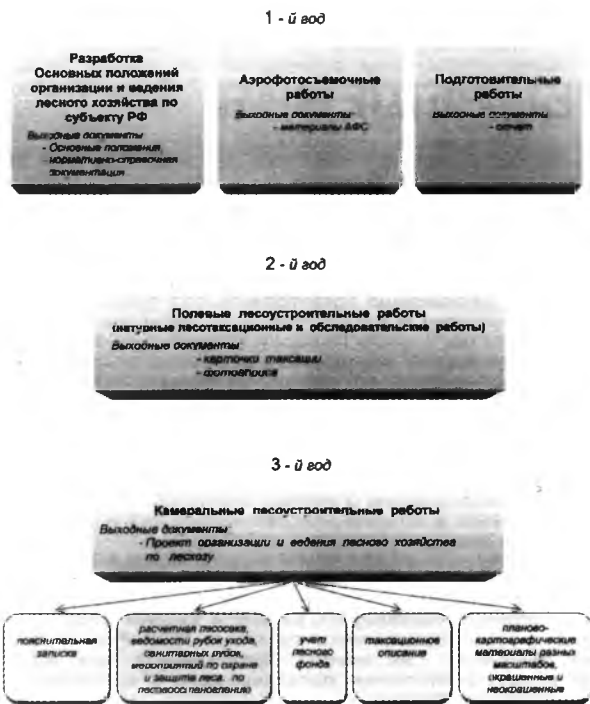 1 - й год
Разработка
Основных положений
организации и ведения
лесного хозяйства по
субъекту РФ
Выходные документы
- Основные положения,
- нормативно-справочная
документация
Аэрофотосъемочные
работы
Выходные документы
- материалы АФС
Подготовительные
работы
Выходные документы
- отчет
2 - й год
Полевые лесоустроительные работы
(натурные лесотаксационные и обследовательские работы)
Выходные документы:
- карточки таксации
- фотоабрисы
3 - й год
Камеральные лесоустроительные работы
Выходные документы:
- Проект организации и ведения лесного хозяйства
по лесхозу
пояснительная
записка
расчетная лесосека,
ведомости рубок ухода,
санитарных рубок,
мероприятий по охране
и защите леса, по
лесовосстановлению
учет
лесного
фонда
таксационное
описание
планово-
картографические
материалы разных
масштабов,
окрашенные и
неокрашенные